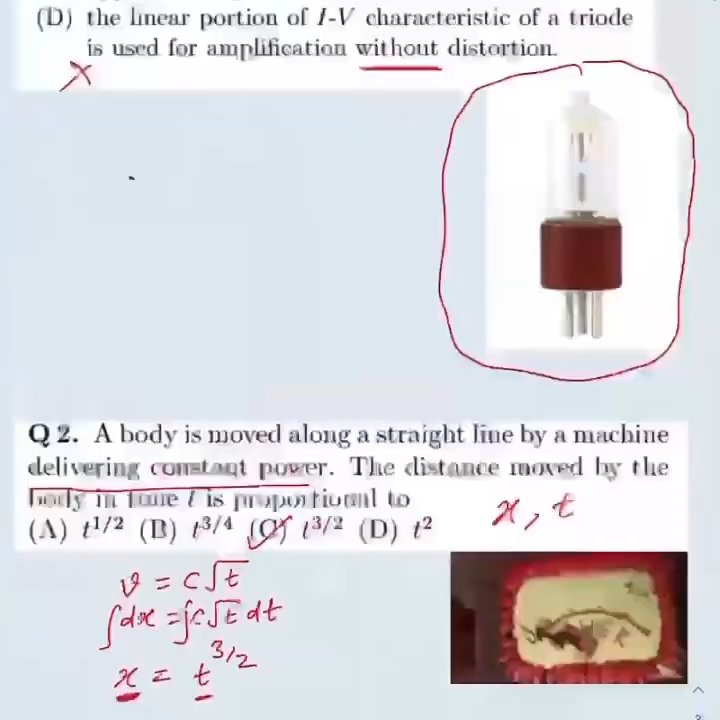 (D) the linear portion of I-V characteristic of a triode
is used for amplification without distortion.
X
Q 2. A body is moved along a straight line by a machine
delivering constant power. The distance moved by the
body in time t is proportional to
x, t
(A) t^{1/2} (B) t^{3/4} (C) t^{3/2} (D) t^2
v = c√t
∫dx = ∫c√t dt
x = t^{3/2}